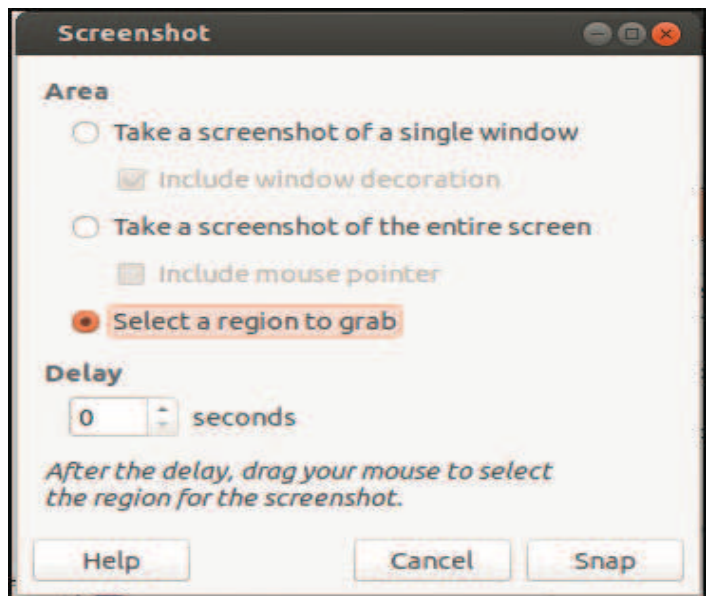 Screenshot
Area
Take a screenshot of a single window
Include window decoration
Take a screenshot of the entire screen
Include mouse pointer
Select a region to grab
Delay
0 seconds
After the delay, drag your mouse to select
the region for the screenshot.
Help Cancel Snap